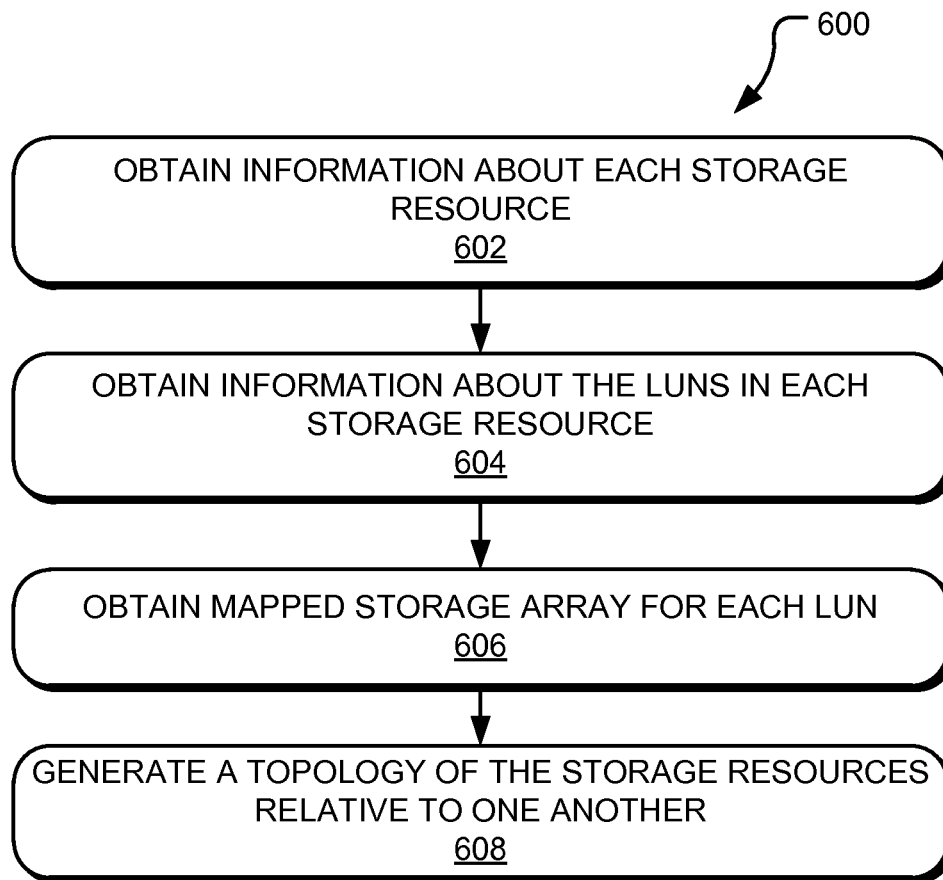 600
OBTAIN INFORMATION ABOUT EACH STORAGE
RESOURCE
602
OBTAIN INFORMATION ABOUT THE LUNS IN EACH
STORAGE RESOURCE
604
OBTAIN MAPPED STORAGE ARRAY FOR EACH LUN
606
GENERATE A TOPOLOGY OF THE STORAGE RESOURCES
RELATIVE TO ONE ANOTHER
608